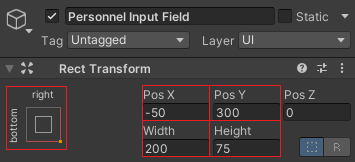 Personnel Input Field Static
Tag Untagged Layer UI
Rect Transform
right
bottom
Pos X Pos Y Pos Z
-50 300 0
Width Height
200 75 R